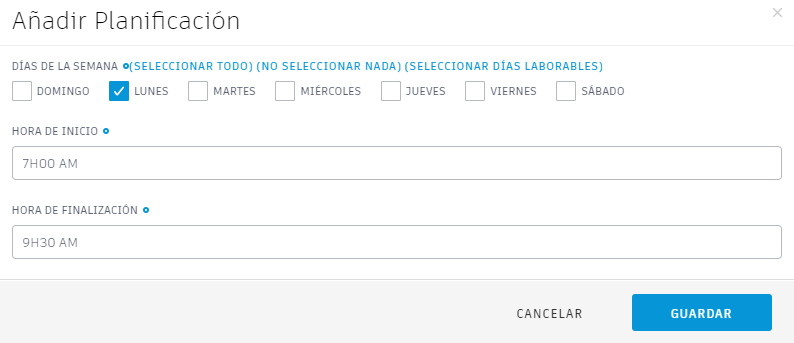 Añadir Planificación
DÍAS DE LA SEMANA (SELECCIONAR TODO) (NO SELECCIONAR NADA) (SELECCIONAR DÍAS LABORABLES)
DOMINGO LUNES MARTES MIÉRCOLES JUEVES VIERNES SÁBADO
HORA DE INICIO
7H00 AM
HORA DE FINALIZACIÓN
9H30 AM
CANCELAR GUARDAR